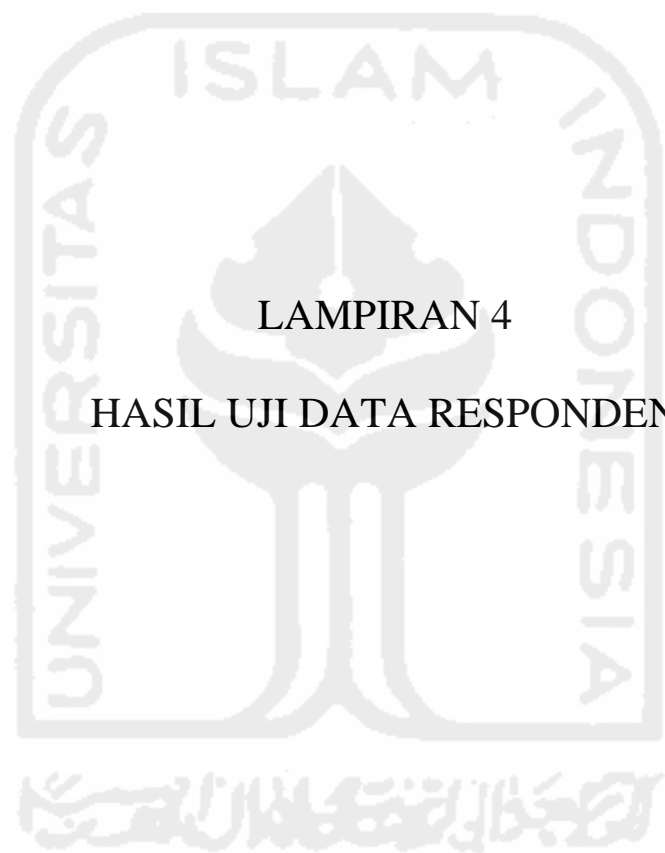 ISLAM
UNIVERSITAS
INDONESIA
LAMPIRAN 4
HASIL UJI DATA RESPONDEN